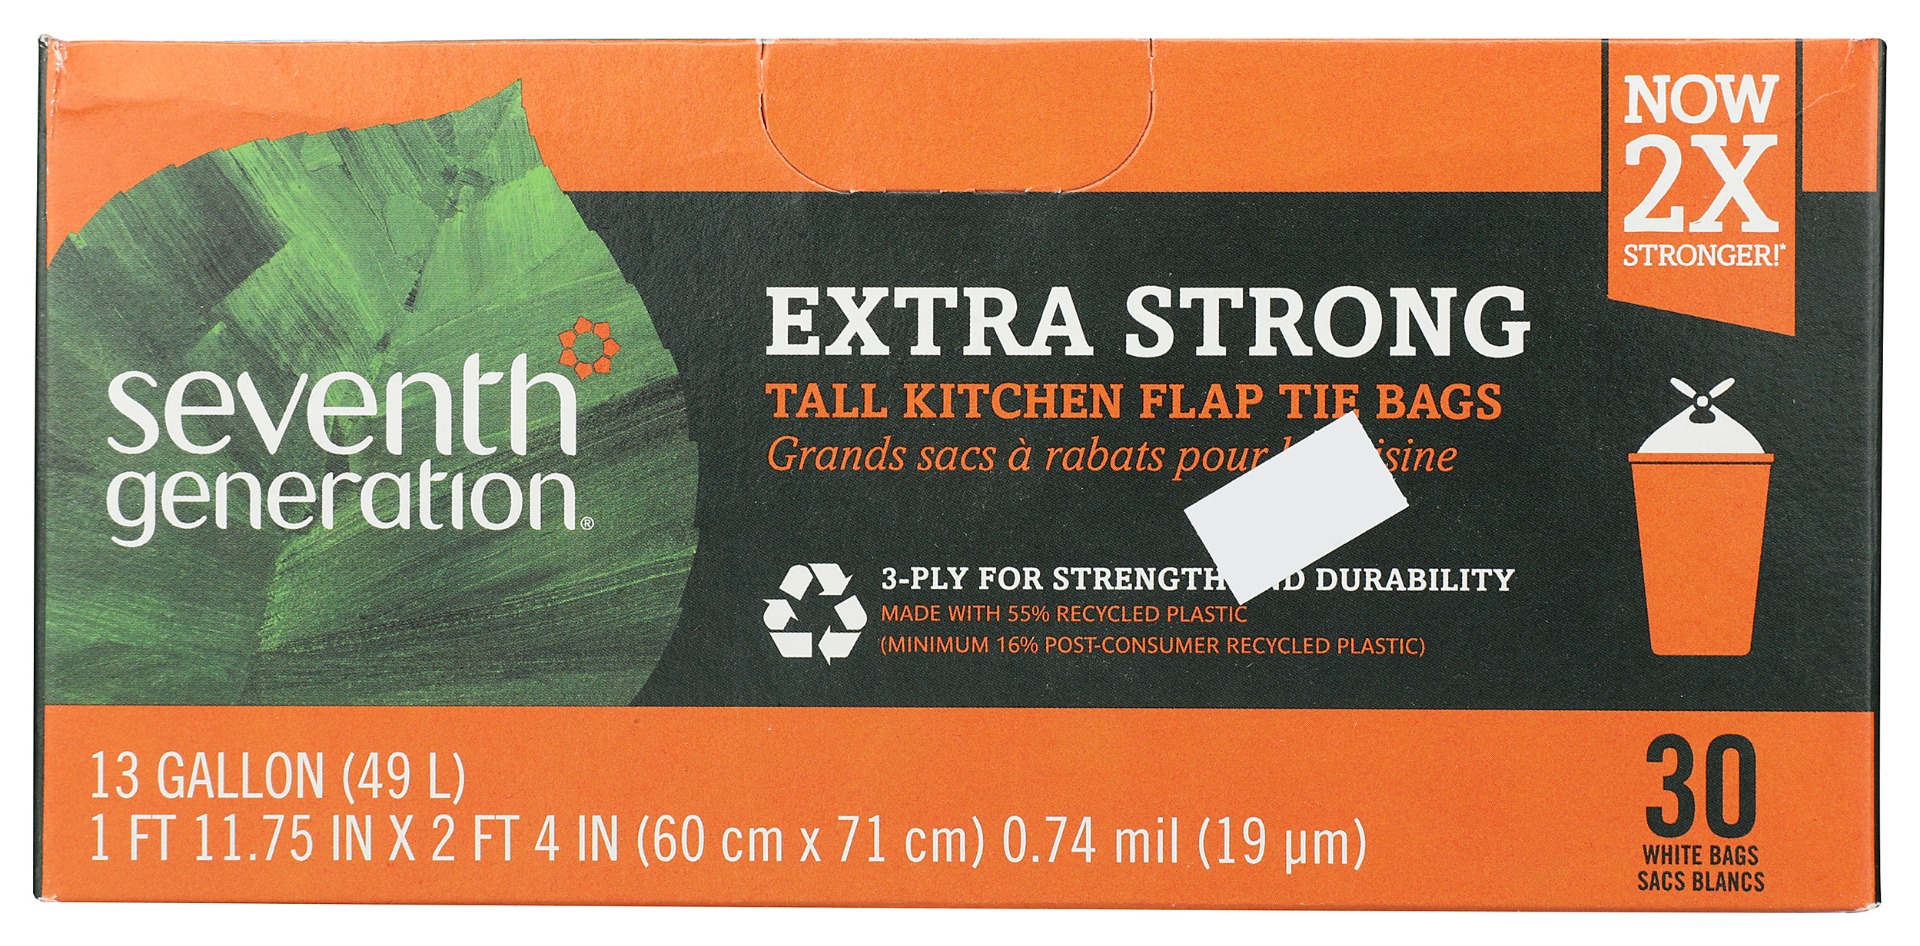 NOW
2X
STRONGER!*
EXTRA STRONG
TALL KITCHEN FLAP TIE BAGS
Grands sacs à rabats pour
seventh
generation®
3-PLY FOR STRENGTH DURABILITY
MADE WITH 55% RECYCLED PLASTIC
(MINIMUM 16% POST-CONSUMER RECYCLED PLASTIC)
13 GALLON (49 L)
1 FT 11.75 IN X 2 FT 4 IN (60 cm x 71 cm) 0.74 mil (19 µm)
30
WHITE BAGS
SACS BLANCS